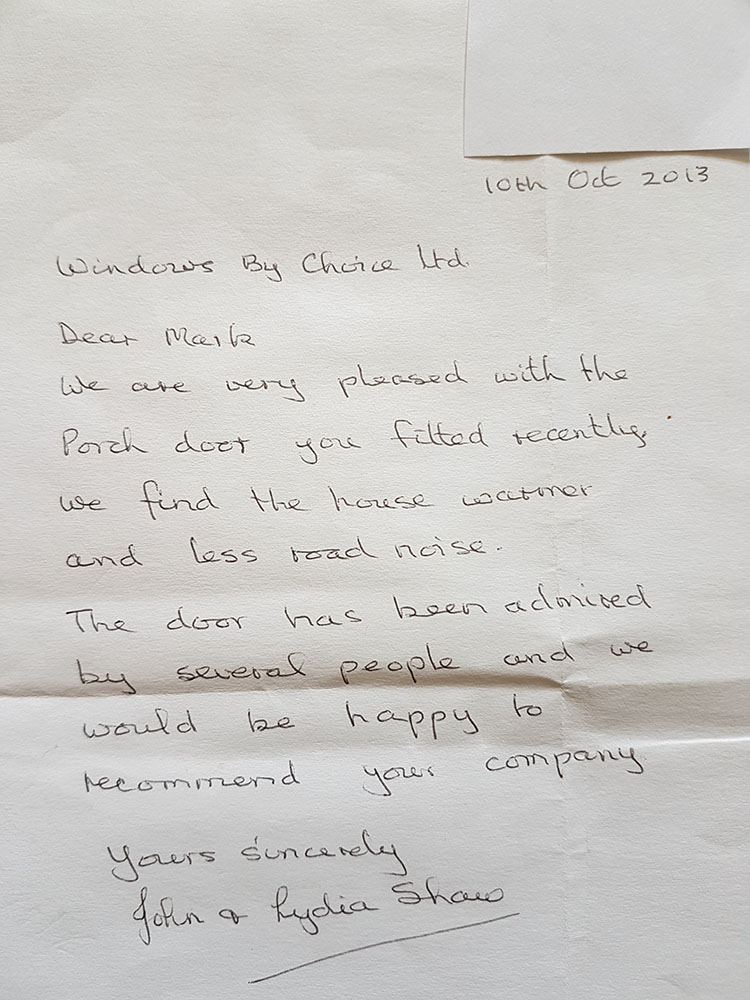 10th Oct 2013
Windows By Choice Ltd.
Dear Mark
We are very pleased with the
Porch door you fitted recently,
we find the house warmer
and less road noise.
The door has been admired
by several people and we
would be happy to
recommend your company
Yours sincerely
John & Lydia Shaw